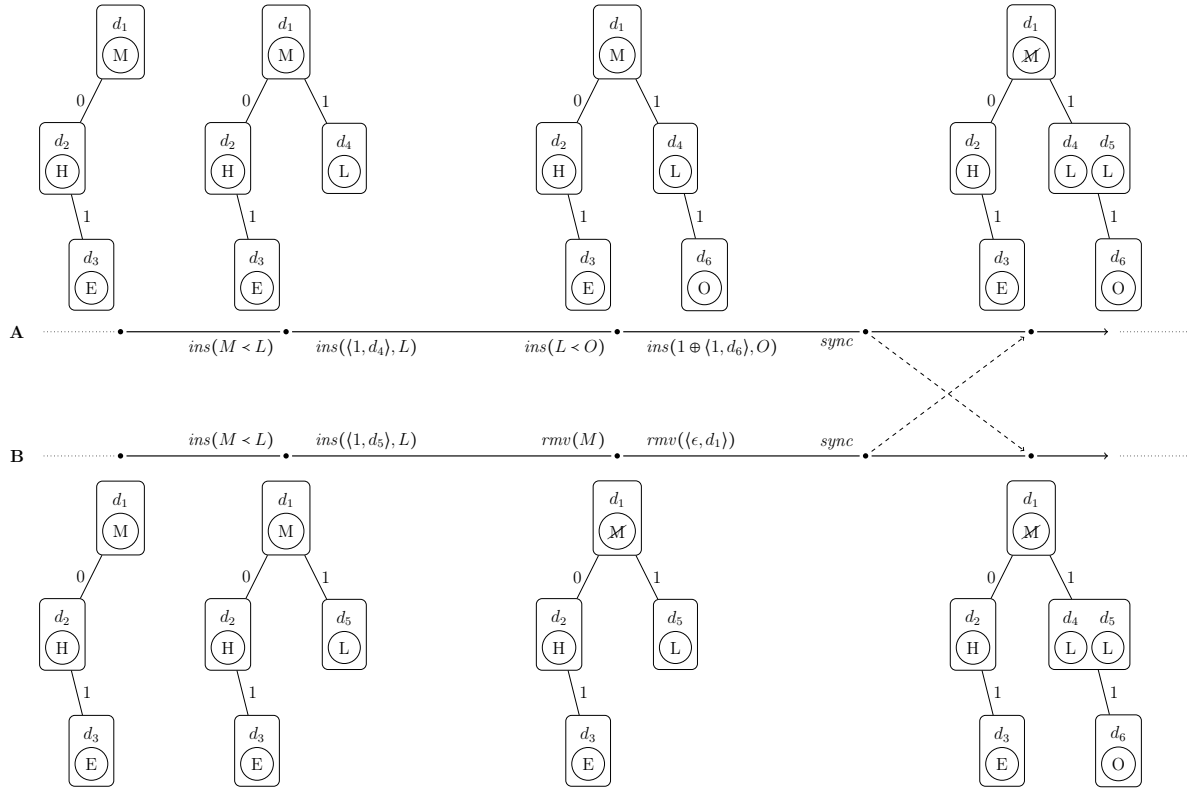 d₁ d₁ d₁ d₁
M M M M
0 0 1 0 1 0 1
d₂ d₂ d₄ d₂ d₄ d₂ d₄ d₅
H H L H L H L L
1 1 1 1 1 1
d₃ d₃ d₃ d₆ d₃ d₆
E E E O E O
A
ins(M < L) ins(⟨1, d₄⟩, L) ins(L < O) ins(1 ⊕ ⟨1, d₆⟩, O) sync
ins(M < L) ins(⟨1, d₅⟩, L) rmv(M) rmv(⟨ϵ, d₁⟩) sync
B
d₁ d₁ d₁ d₁
M M M M
0 0 1 0 1 0 1
d₂ d₂ d₅ d₂ d₅ d₂ d₄ d₅
H H L H L H L L
1 1 1 1 1
d₃ d₃ d₃ d₃ d₆
E E E E O